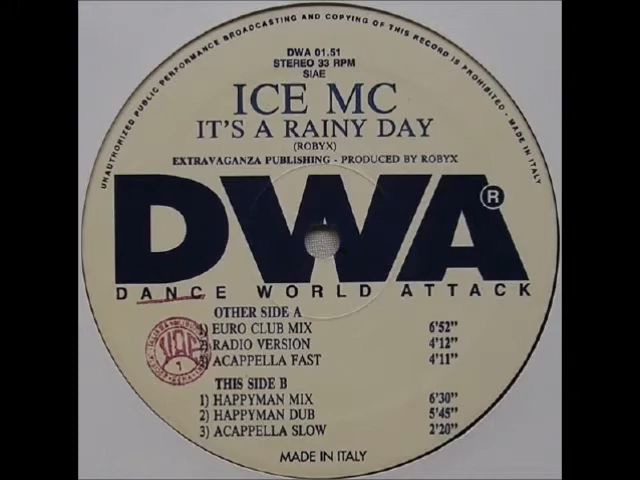 UNAUTHORIZED PUBLIC PERFORMANCE BROADCASTING AND COPYING OF THIS RECORD IS PROHIBITED - MADE IN ITALY
DWA 01.51
STEREO 33 RPM
SIAE
ICE MC
IT'S A RAINY DAY
(ROBYX)
EXTRAVAGANZA PUBLISHING - PRODUCED BY ROBYX
DWA®
DANCE WORLD ATTACK
OTHER SIDE A
1) EURO CLUB MIX 6'52"
2) RADIO VERSION 4'12"
3) ACAPPELLA FAST 4'11"
THIS SIDE B
1) HAPPYMAN MIX 6'30"
2) HAPPYMAN DUB 5'45"
3) ACAPPELLA SLOW 2'20"
MADE IN ITALY